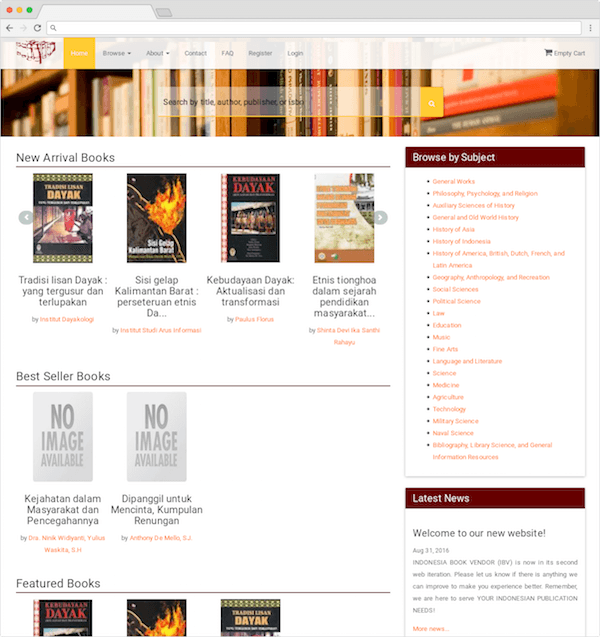 Home
Browse
About
Contact
FAQ
Register
Login
Empty Cart
Search by title, author, publisher, or isbn
New Arrival Books
TRADISI LISAN
DAYAK
Sisi Gelap
Kalimantan Barat
KEBUDAYAAN
DAYAK
Tradisi lisan Dayak :
yang tergusur dan
terlupakan
by Institut Dayakologi
Sisi gelap
Kalimantan Barat :
perseteruan etnis
Da...
by Institut Studi Arus Informasi
Kebudayaan Dayak:
Aktualisasi dan
transformasi
by Paulus Florus
Etnis tionghoa
dalam sejarah
pendidikan
masyarakat...
by Shinta Devi Ika Santhi
Rahayu
Best Seller Books
NO
IMAGE
AVAILABLE
NO
IMAGE
AVAILABLE
Kejahatan dalam
Masyarakat dan
Pencegahannya
by Dra. Ninik Widiyanti, Yulius
Waskita, S.H
Dipanggil untuk
Mencinta, Kumpulan
Renungan
by Anthony De Mello, SJ.
Featured Books
KEBUDAYAAN
DAYAK
TRADISI LISAN
DAYAK
Browse by Subject
General Works
Philosophy, Psychology, and Religion
Auxiliary Sciences of History
General and Old World History
History of Asia
History of Indonesia
History of America, British, Dutch, French, and
Latin America
Geography, Anthropology, and Recreation
Social Sciences
Political Science
Law
Education
Music
Fine Arts
Language and Literature
Science
Medicine
Agriculture
Technology
Military Science
Naval Science
Bibliography, Library Science, and General
Information Resources
Latest News
Welcome to our new website!
Aug 31, 2016
INDONESIA BOOK VENDOR (IBV) is now in its second
web iteration. Please let us know if there is anything we
can improve to make you experience better. Remember,
we are here to serve YOUR INDONESIAN PUBLICATION
NEEDS!
More news...